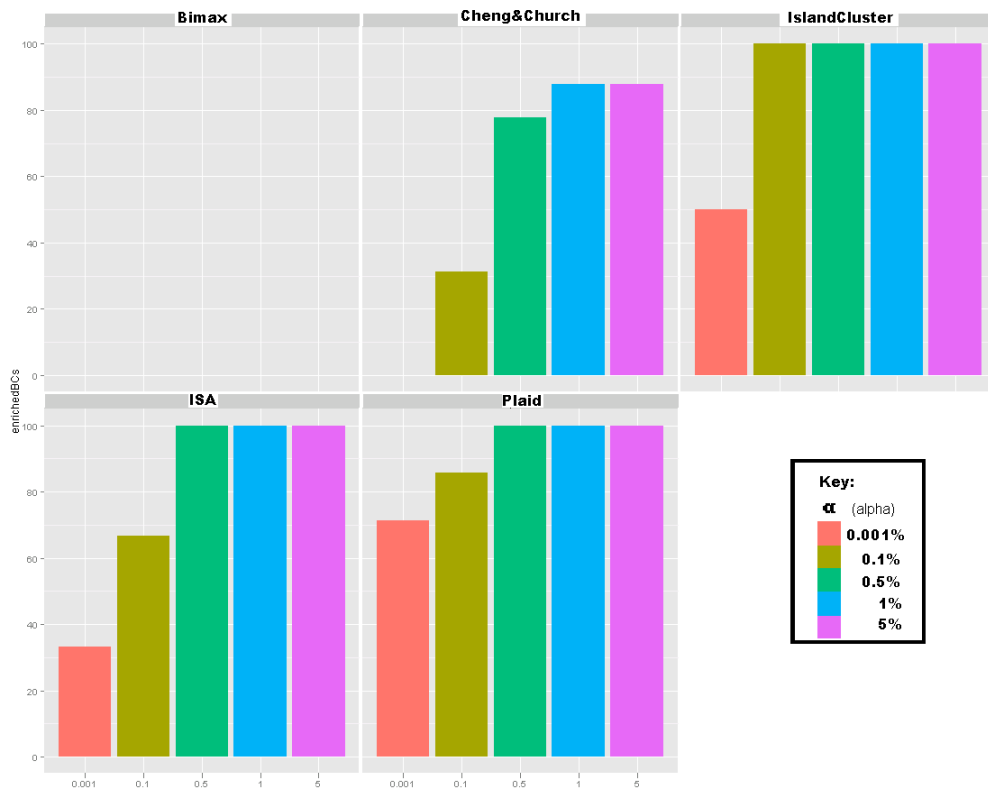 Bimax
Cheng&Church
IslandCluster
100
80
60
40
20
0
enrichedBCs
ISA
Plaid
100
80
60
40
20
0
0.001 0.1 0.5 1 5
0.001 0.1 0.5 1 5
Key:
α (alpha)
0.001%
0.1%
0.5%
1%
5%